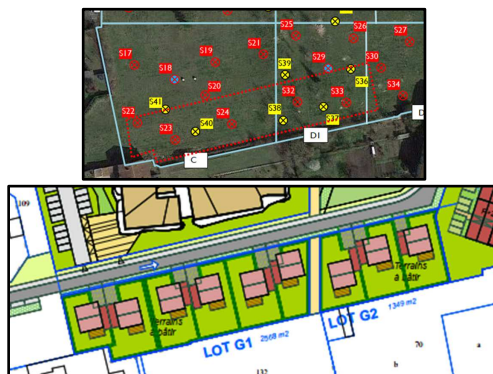 S25
S26
S27
S17
S18
S19
S21
S29
S30
S39
S36
S20
S34
S41
S32
S33
S22
S24
S38
S37
S23
S40
DI
D
C
109
Terrains
à bâtir
Terrains
à bâtir
LOT G1 2568 m2
LOT G2 1349 m2
70
a
b
132